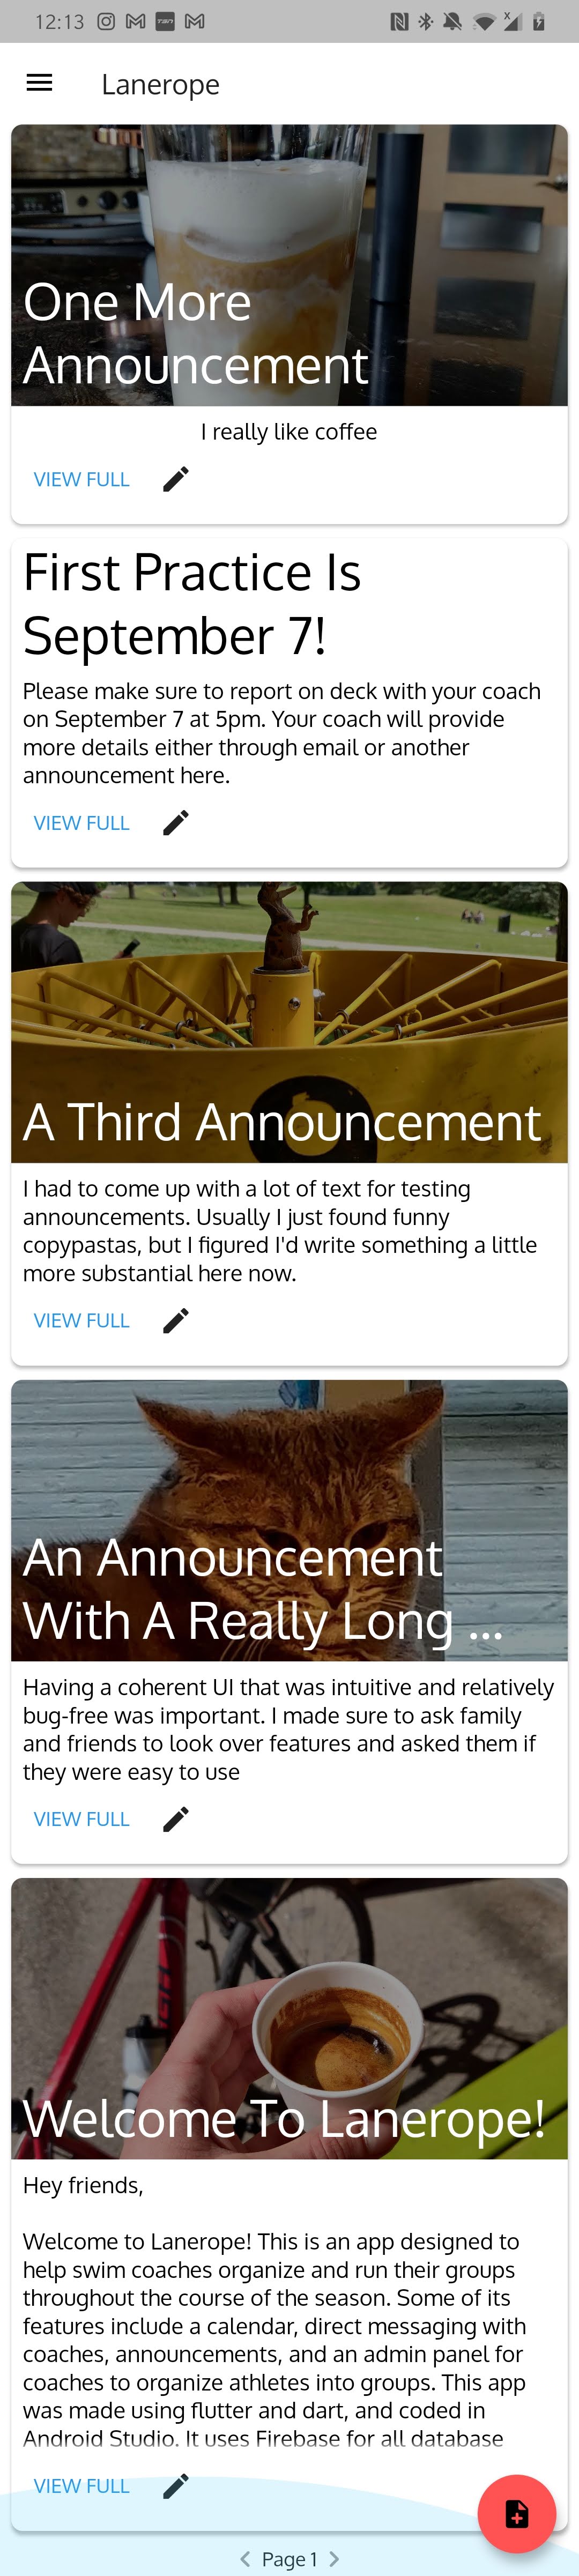 12:13
Lanerope
One More
Announcement
I really like coffee
VIEW FULL
First Practice Is
September 7!
Please make sure to report on deck with your coach
on September 7 at 5pm. Your coach will provide
more details either through email or another
announcement here.
VIEW FULL
A Third Announcement
I had to come up with a lot of text for testing
announcements. Usually I just found funny
copypastas, but I figured I'd write something a little
more substantial here now.
VIEW FULL
An Announcement
With A Really Long ...
Having a coherent UI that was intuitive and relatively
bug-free was important. I made sure to ask family
and friends to look over features and asked them if
they were easy to use
VIEW FULL
Welcome To Lanerope!
Hey friends,
Welcome to Lanerope! This is an app designed to
help swim coaches organize and run their groups
throughout the course of the season. Some of its
features include a calendar, direct messaging with
coaches, announcements, and an admin panel for
coaches to organize athletes into groups. This app
was made using flutter and dart, and coded in
Android Studio. It uses Firebase for all database
VIEW FULL
Page 1